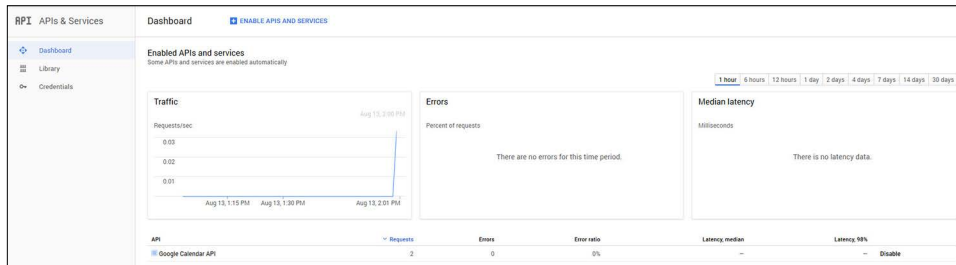 API APIs & Services
Dashboard
ENABLE APIS AND SERVICES
Dashboard
Library
Credentials
Enabled APIs and services
Some APIs and services are enabled automatically
1 hour 6 hours 12 hours 1 day 2 days 4 days 7 days 14 days 30 days
Traffic
Requests/sec
0.03
0.02
0.01
Aug 13, 1:15 PM Aug 13, 1:30 PM Aug 13, 2:01 PM
Errors
Percent of requests
There are no errors for this time period.
Median latency
Milliseconds
There is no latency data.
API Requests Errors Error ratio Latency, median Latency, 98%
Google Calendar API 2 0 0% – – Disable